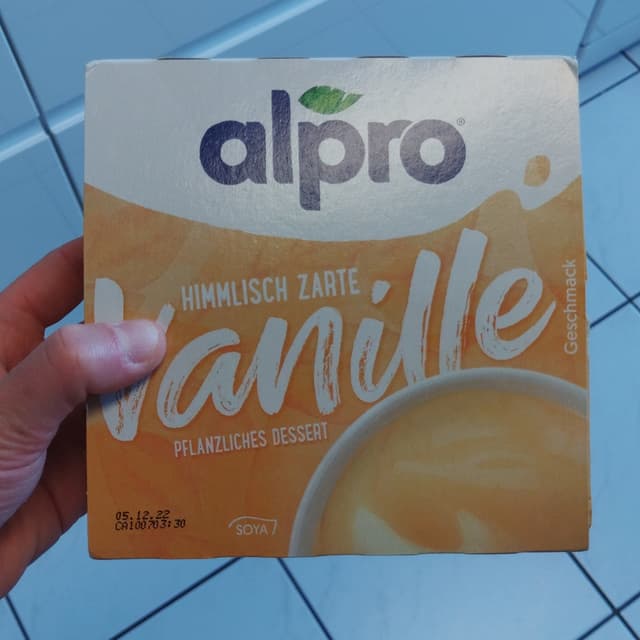 alpro®
HIMMLISCH ZARTE
Vanille
Geschmack
PFLANZLICHES DESSERT
05.12.22
CA100703:30
SOYA